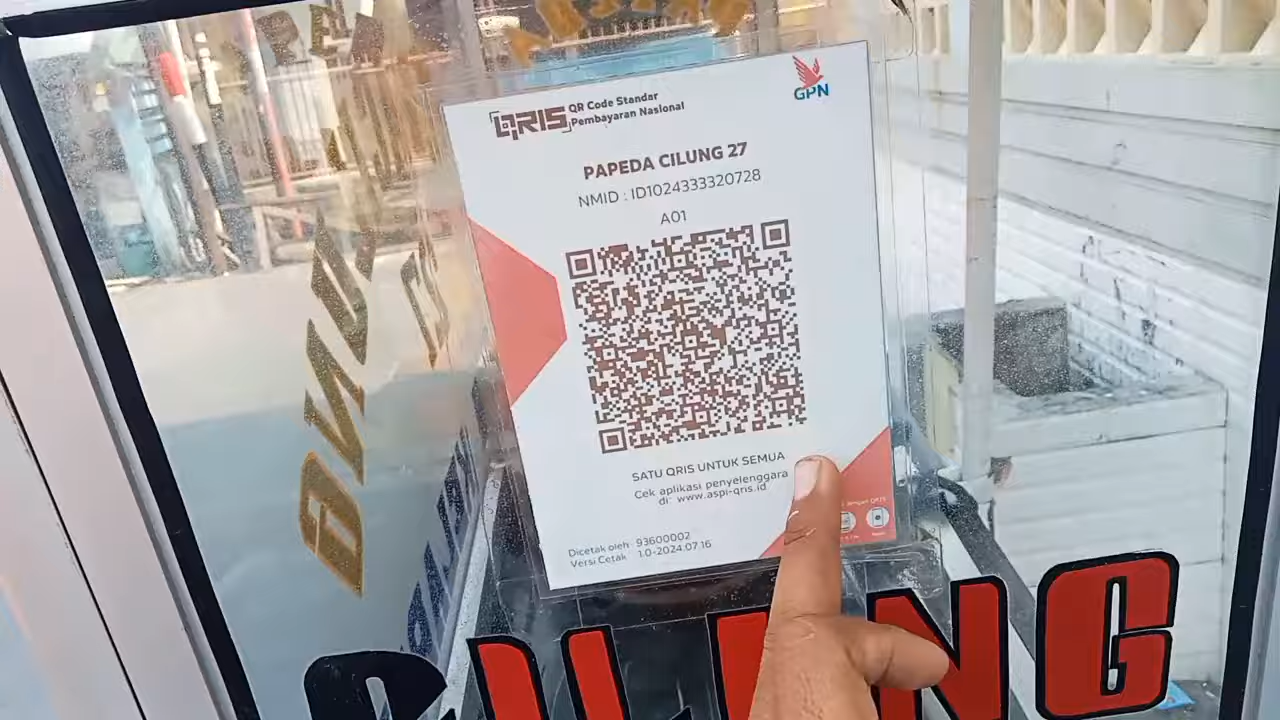 QRIS
QR Code Standar
Pembayaran Nasional
GPN
PAPEDA CILUNG 27
NMID : ID1024333320728
A01
SATU QRIS UNTUK SEMUA
Cek aplikasi penyelenggara
di: www.aspi-qris.id
Dicetak oleh : 93600002
Versi Cetak : 1.0-2024.07.16
CILUNG